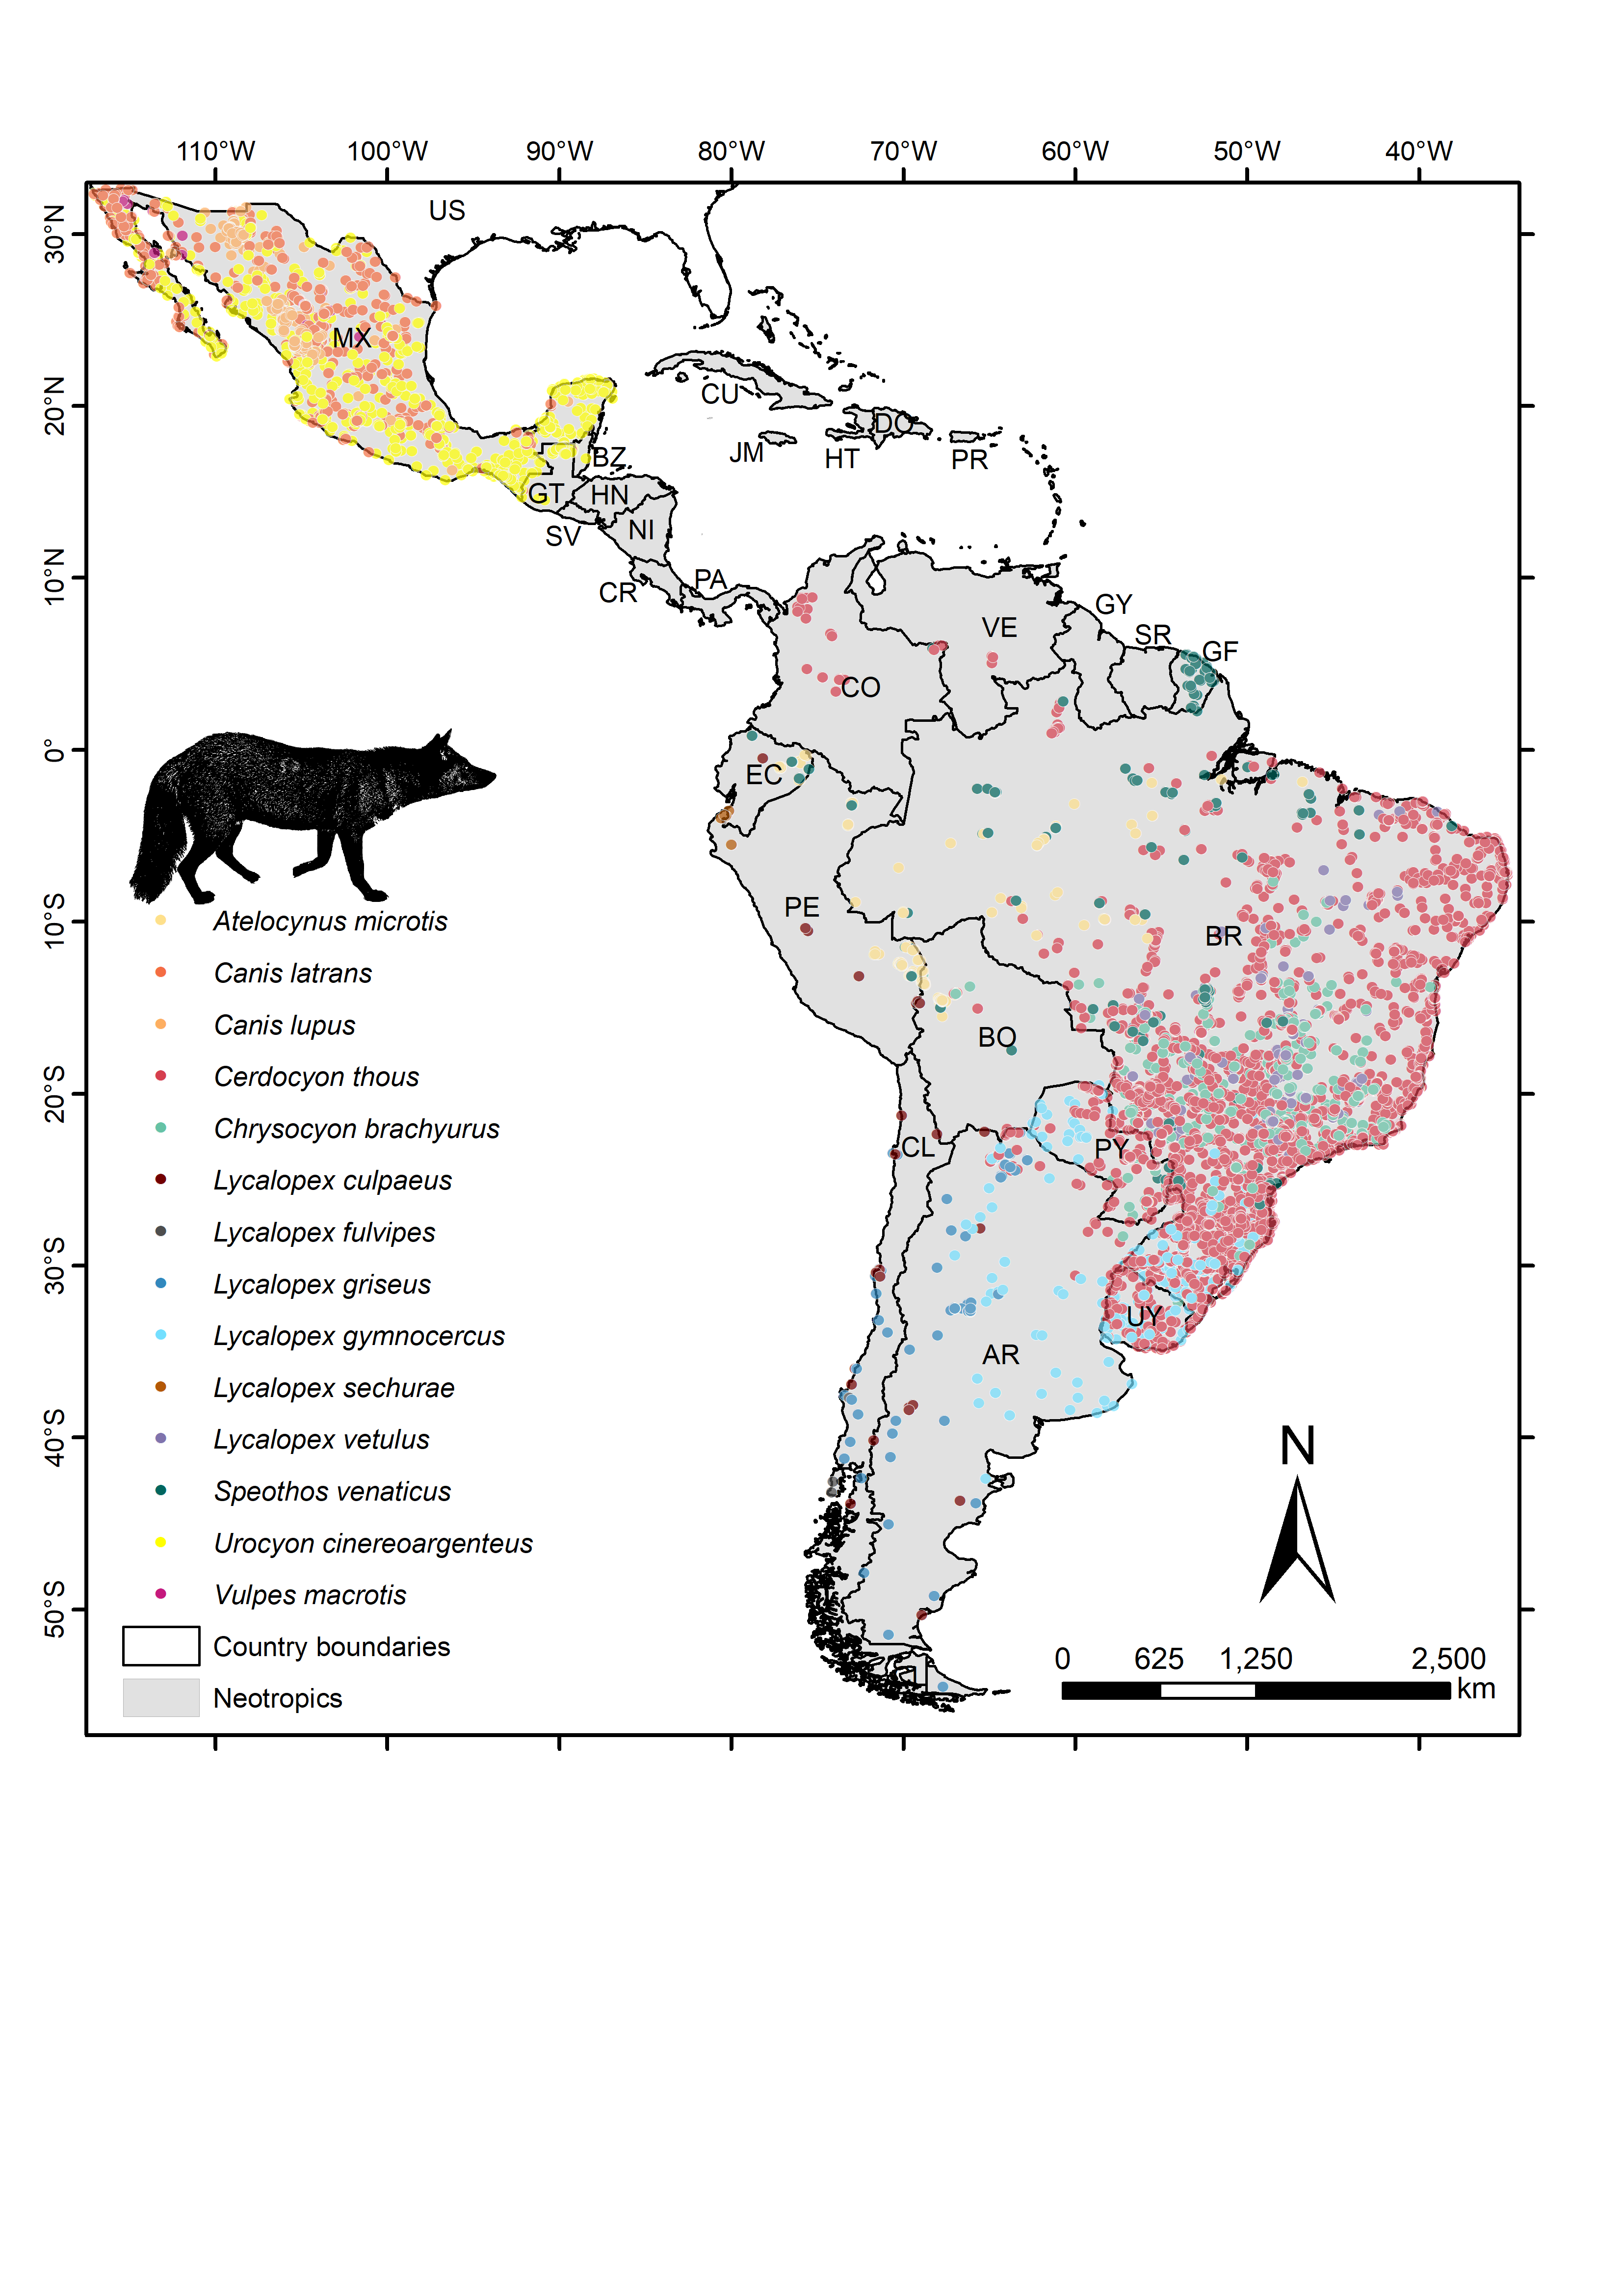 110°W 100°W 90°W 80°W 70°W 60°W 50°W 40°W
30°N
20°N
10°N
0°
10°S
20°S
30°S
40°S
50°S
US
MX
CU
DO
JM
HT
PR
BZ
GT
HN
SV
NI
CR
PA
VE
GY
SR
GF
CO
EC
PE
BR
BO
CL
PY
UY
AR
CL
Atelocynus microtis
Canis latrans
Canis lupus
Cerdocyon thous
Chrysocyon brachyurus
Lycalopex culpaeus
Lycalopex fulvipes
Lycalopex griseus
Lycalopex gymnocercus
Lycalopex sechurae
Lycalopex vetulus
Speothos venaticus
Urocyon cinereoargenteus
Vulpes macrotis
Country boundaries
Neotropics
N
0 625 1,250 2,500
km